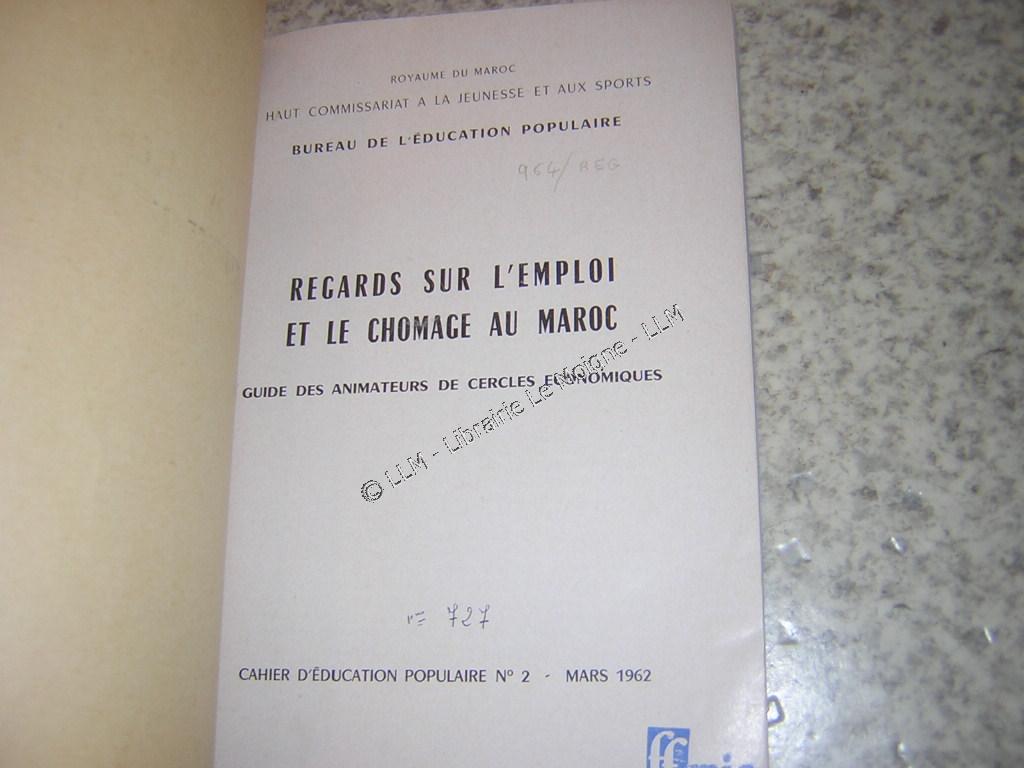 ROYAUME DU MAROC
HAUT COMMISSARIAT A LA JEUNESSE ET AUX SPORTS
BUREAU DE L'ÉDUCATION POPULAIRE
964/REG
REGARDS SUR L'EMPLOI
ET LE CHOMAGE AU MAROC
GUIDE DES ANIMATEURS DE CERCLES ECONOMIQUES
© LLM - Librairie Le Moigne - LLM
727
CAHIER D'ÉDUCATION POPULAIRE Nº 2 - MARS 1962